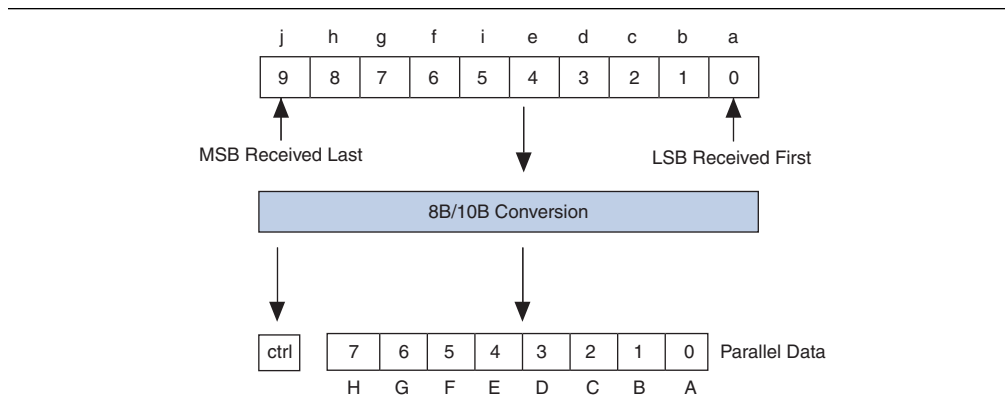 j h g f i e d c b a
9 8 7 6 5 4 3 2 1 0
MSB Received Last
LSB Received First
8B/10B Conversion
ctrl 7 6 5 4 3 2 1 0 Parallel Data
H G F E D C B A